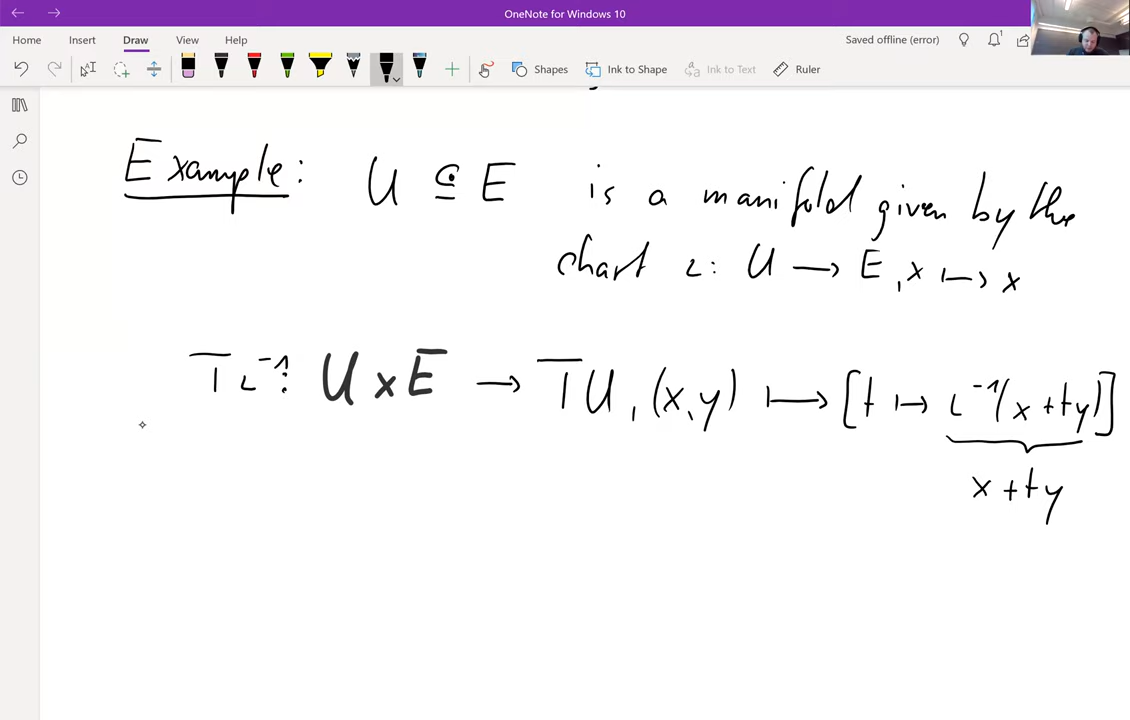 OneNote for Windows 10
Home Insert Draw View Help Saved offline (error) 1
Shapes Ink to Shape Ink to Text Ruler
Example: U ⊆ E is a manifold given by the
chart ι: U → E, x ↦ x
Tι⁻¹: U × E → TU, (x,y) ↦ [t ↦ ι⁻¹(x+ty)]
x+ty